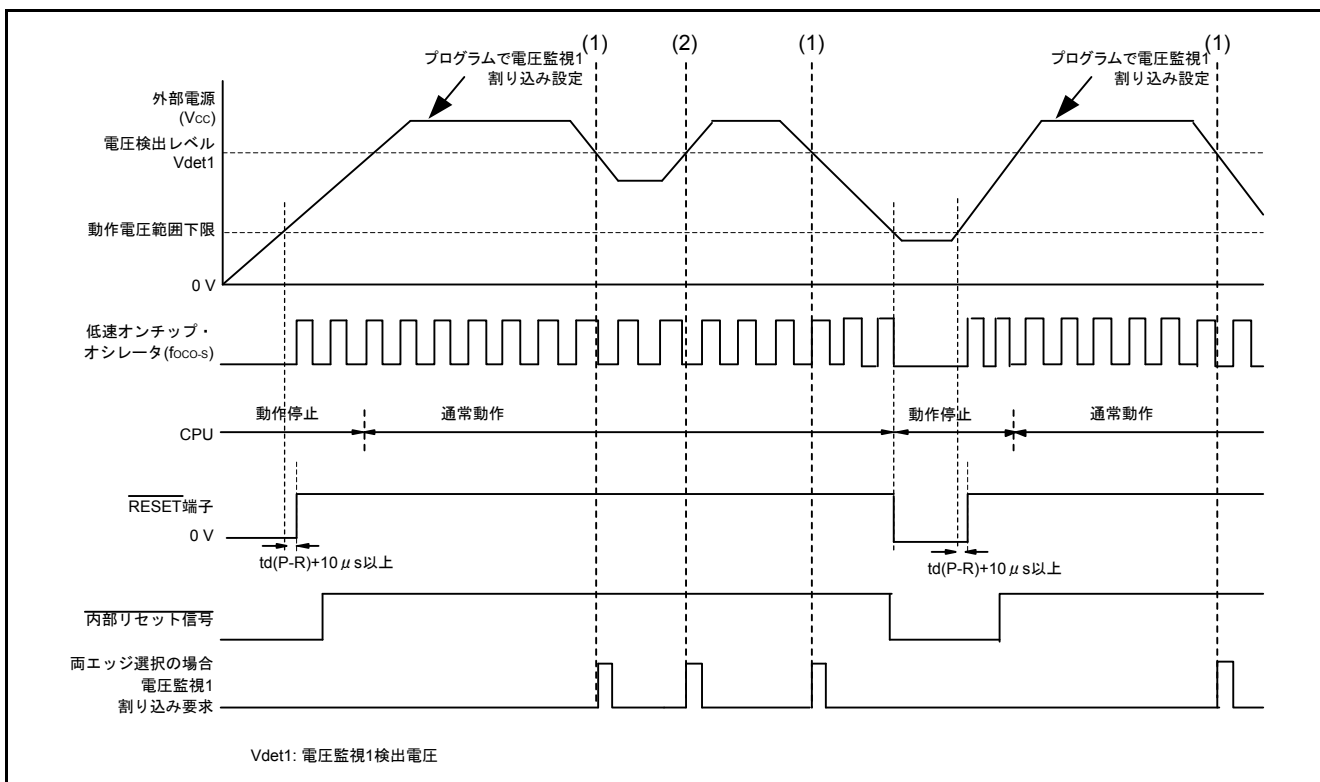 (1)
(2)
(1)
(1)
プログラムで電圧監視1
割り込み設定
プログラムで電圧監視1
割り込み設定
外部電源
(Vcc)
電圧検出レベル
Vdet1
動作電圧範囲下限
0 V
低速オンチップ・
オシレータ(foco-s)
動作停止
通常動作
動作停止
通常動作
CPU
RESET端子
0 V
td(P-R)+10μs以上
td(P-R)+10μs以上
内部リセット信号
両エッジ選択の場合
電圧監視1
割り込み要求
Vdet1: 電圧監視1検出電圧